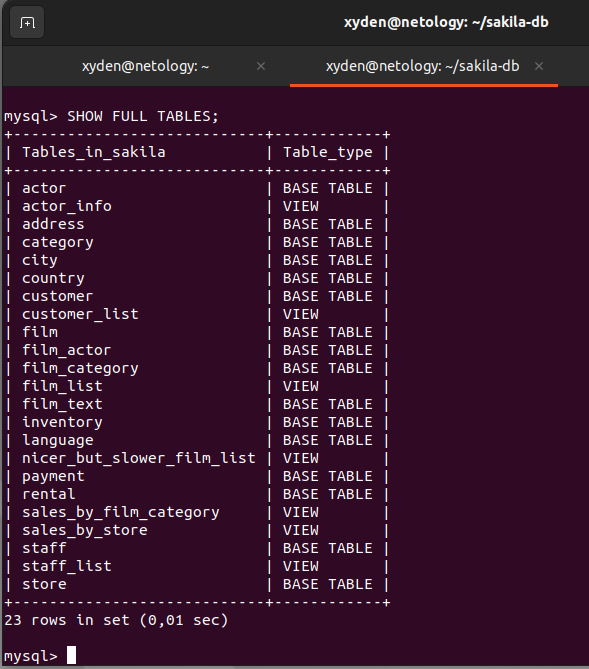 xyden@netology: ~/sakila-db
xyden@netology: ~ × xyden@netology: ~/sakila-db ×
mysql> SHOW FULL TABLES;
+----------------------------+------------+
| Tables_in_sakila           | Table_type |
+----------------------------+------------+
| actor                      | BASE TABLE |
| actor_info                 | VIEW       |
| address                    | BASE TABLE |
| category                   | BASE TABLE |
| city                       | BASE TABLE |
| country                    | BASE TABLE |
| customer                   | BASE TABLE |
| customer_list              | VIEW       |
| film                       | BASE TABLE |
| film_actor                 | BASE TABLE |
| film_category              | BASE TABLE |
| film_list                  | VIEW       |
| film_text                  | BASE TABLE |
| inventory                  | BASE TABLE |
| language                   | BASE TABLE |
| nicer_but_slower_film_list | VIEW       |
| payment                    | BASE TABLE |
| rental                     | BASE TABLE |
| sales_by_film_category     | VIEW       |
| sales_by_store             | VIEW       |
| staff                      | BASE TABLE |
| staff_list                 | VIEW       |
| store                      | BASE TABLE |
+----------------------------+------------+
23 rows in set (0,01 sec)
mysql>